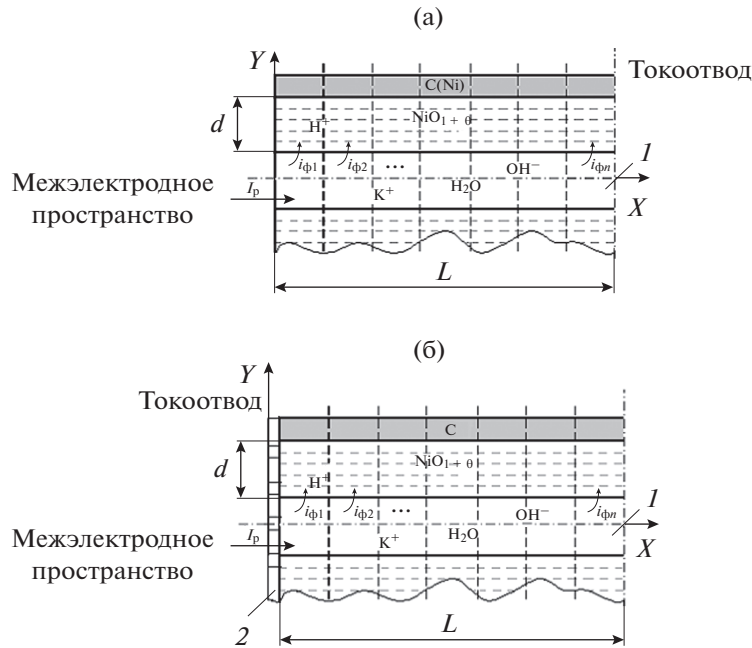 (а)
Y
Токоотвод
C(Ni)
d
H⁺
NiO₁ ₊ θ
iф1
iф2
...
OH⁻
iфn
1
Межэлектродное
пространство
Iр
K⁺
H₂O
X
L
(б)
Y
Токоотвод
C
d
NiO₁ ₊ θ
H⁺
iф1
iф2
...
OH⁻
iфn
1
Межэлектродное
пространство
Iр
K⁺
H₂O
X
2
L